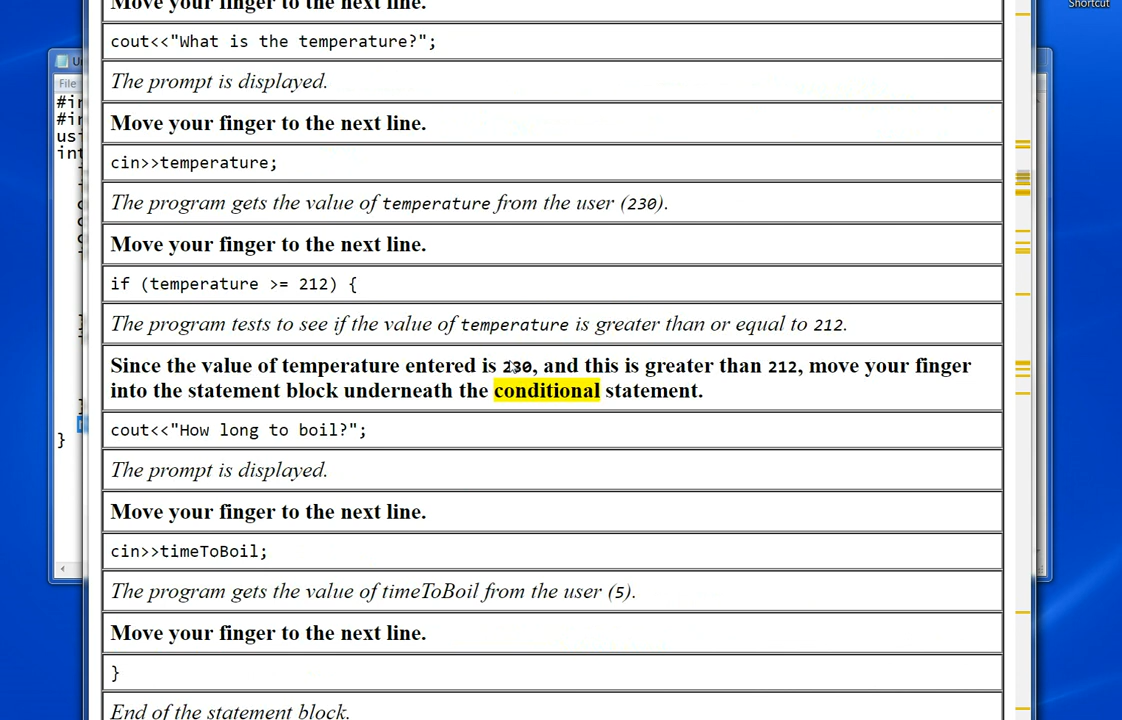 Shortcut
Move your finger to the next line.
cout<<"What is the temperature?";
The prompt is displayed.
Move your finger to the next line.
cin>>temperature;
The program gets the value of temperature from the user (230).
Move your finger to the next line.
if (temperature >= 212) {
The program tests to see if the value of temperature is greater than or equal to 212.
Since the value of temperature entered is 230, and this is greater than 212, move your finger
into the statement block underneath the conditional statement.
cout<<"How long to boil?";
The prompt is displayed.
Move your finger to the next line.
cin>>timeToBoil;
The program gets the value of timeToBoil from the user (5).
Move your finger to the next line.
}
End of the statement block.
File
#in
#in
us
int
}